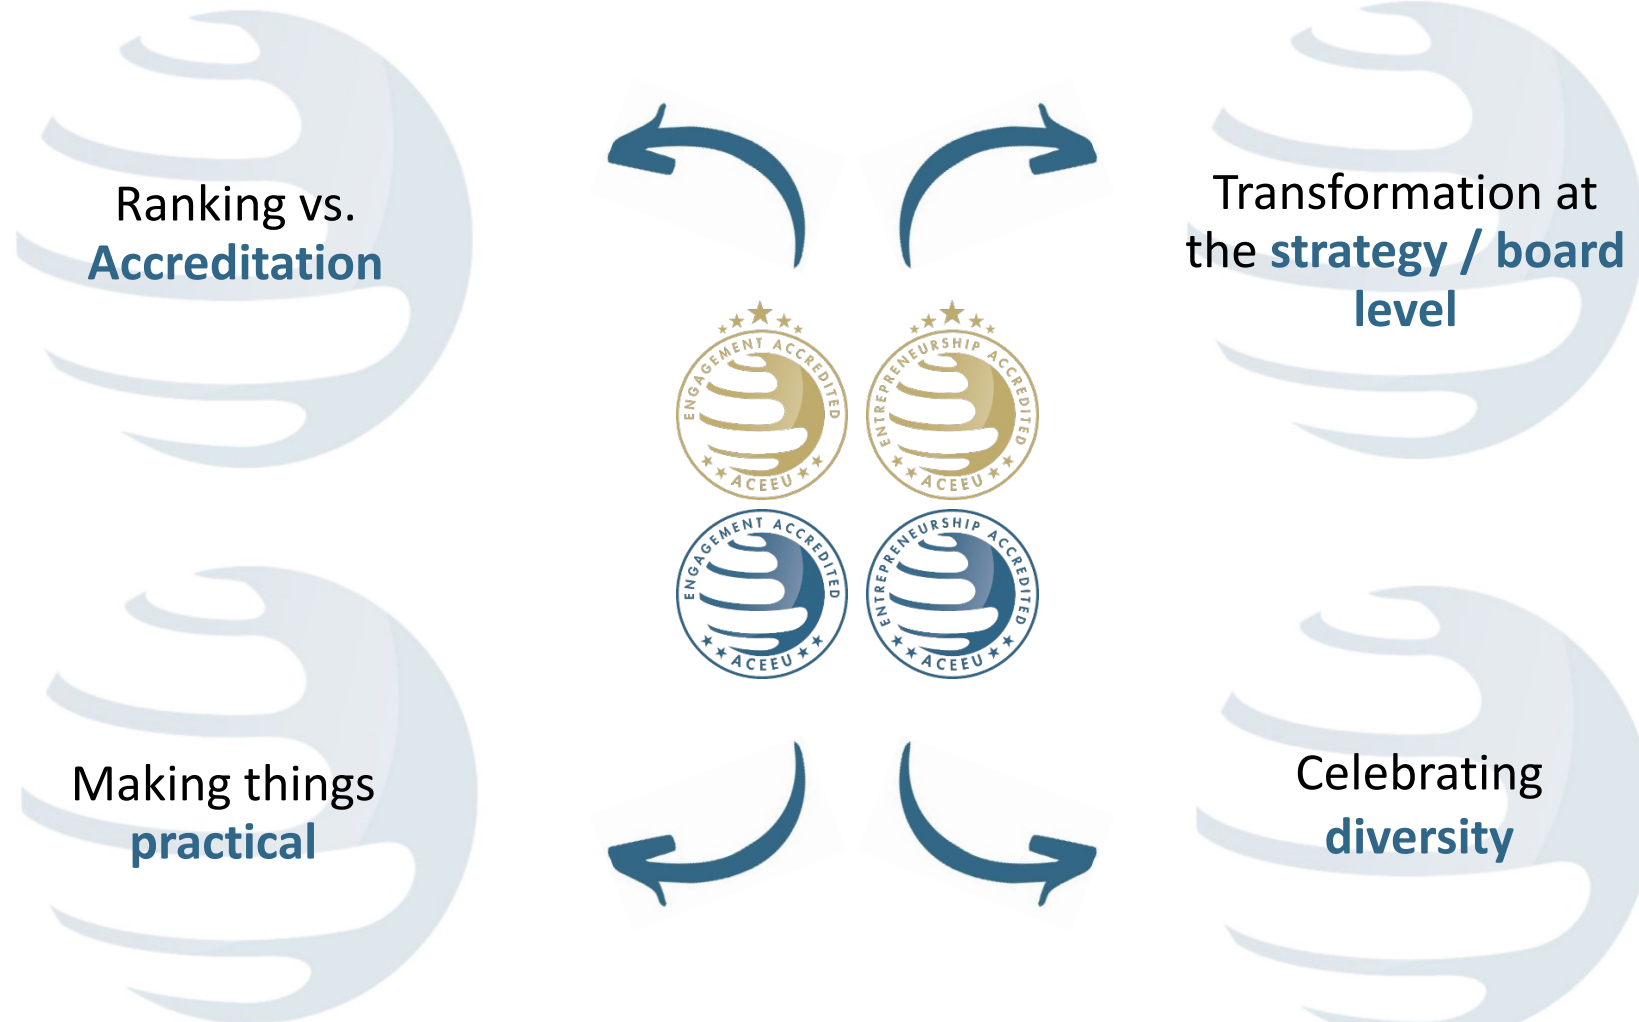 Ranking vs.
Accreditation
Transformation at
the strategy / board
level
ENGAGEMENT ACCREDITED
ACEEU
ENTREPRENEURSHIP ACCREDITED
ACEEU
ENGAGEMENT ACCREDITED
ACEEU
ENTREPRENEURSHIP ACCREDITED
ACEEU
Making things
practical
Celebrating
diversity